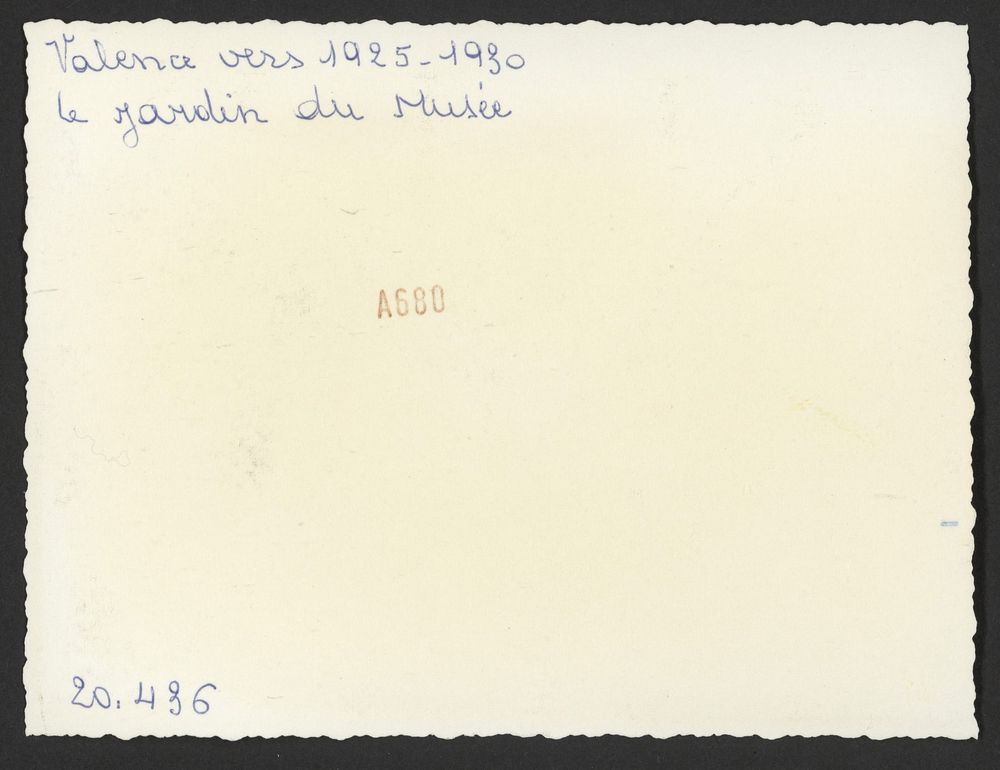 Valence vers 1925-1930
le jardin du Musée
A680
20.436